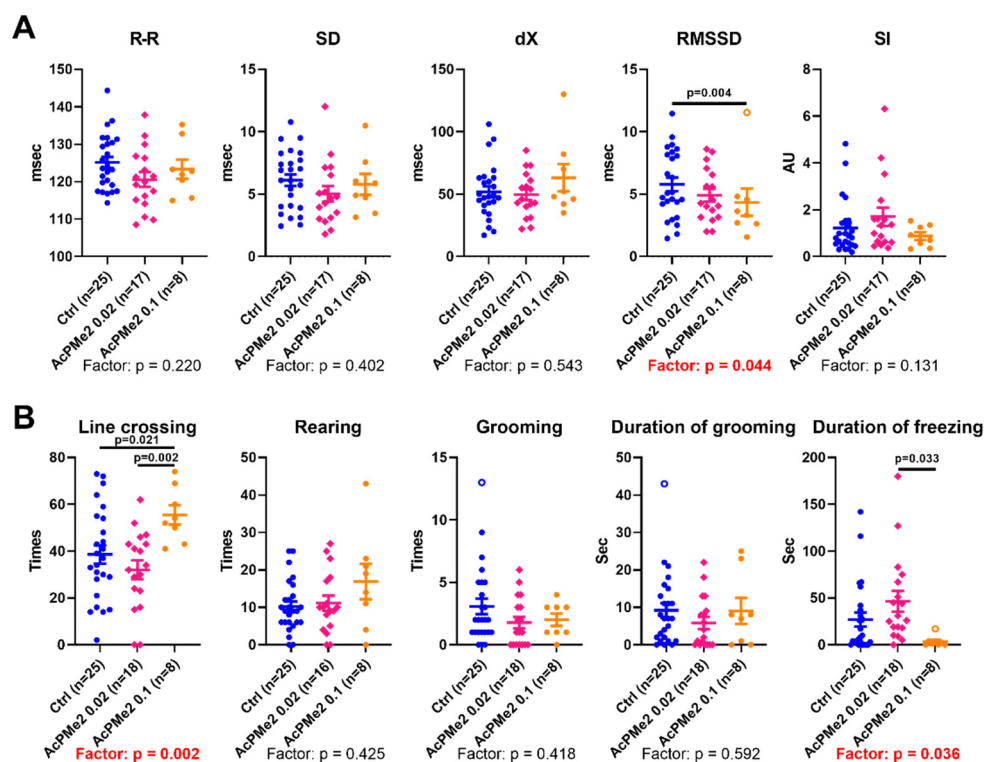 A
R-R
SD
dX
RMSSD
SI
150
140
130
120
110
100
msec
15
10
5
0
msec
150
100
50
0
msec
15
10
5
0
msec
p=0.004
8
6
4
2
0
AU
Ctrl (n=25)
AcPMe2 0.02 (n=17)
AcPMe2 0.1 (n=8)
Ctrl (n=25)
AcPMe2 0.02 (n=17)
AcPMe2 0.1 (n=8)
Ctrl (n=25)
AcPMe2 0.02 (n=17)
AcPMe2 0.1 (n=8)
Ctrl (n=25)
AcPMe2 0.02 (n=17)
AcPMe2 0.1 (n=8)
Ctrl (n=25)
AcPMe2 0.02 (n=17)
AcPMe2 0.1 (n=8)
Factor: p = 0.220
Factor: p = 0.402
Factor: p = 0.543
Factor: p = 0.044
Factor: p = 0.131
B
Line crossing
Rearing
Grooming
Duration of grooming
Duration of freezing
p=0.021
p=0.002
80
60
40
20
0
Times
50
40
30
20
10
0
Times
15
10
5
0
Times
50
40
30
20
10
0
Sec
p=0.033
200
150
100
50
0
Sec
Ctrl (n=25)
AcPMe2 0.02 (n=18)
AcPMe2 0.1 (n=8)
Ctrl (n=25)
AcPMe2 0.02 (n=16)
AcPMe2 0.1 (n=8)
Ctrl (n=25)
AcPMe2 0.02 (n=18)
AcPMe2 0.1 (n=8)
Ctrl (n=25)
AcPMe2 0.02 (n=18)
AcPMe2 0.1 (n=8)
Ctrl (n=25)
AcPMe2 0.02 (n=18)
AcPMe2 0.1 (n=8)
Factor: p = 0.002
Factor: p = 0.425
Factor: p = 0.418
Factor: p = 0.592
Factor: p = 0.036